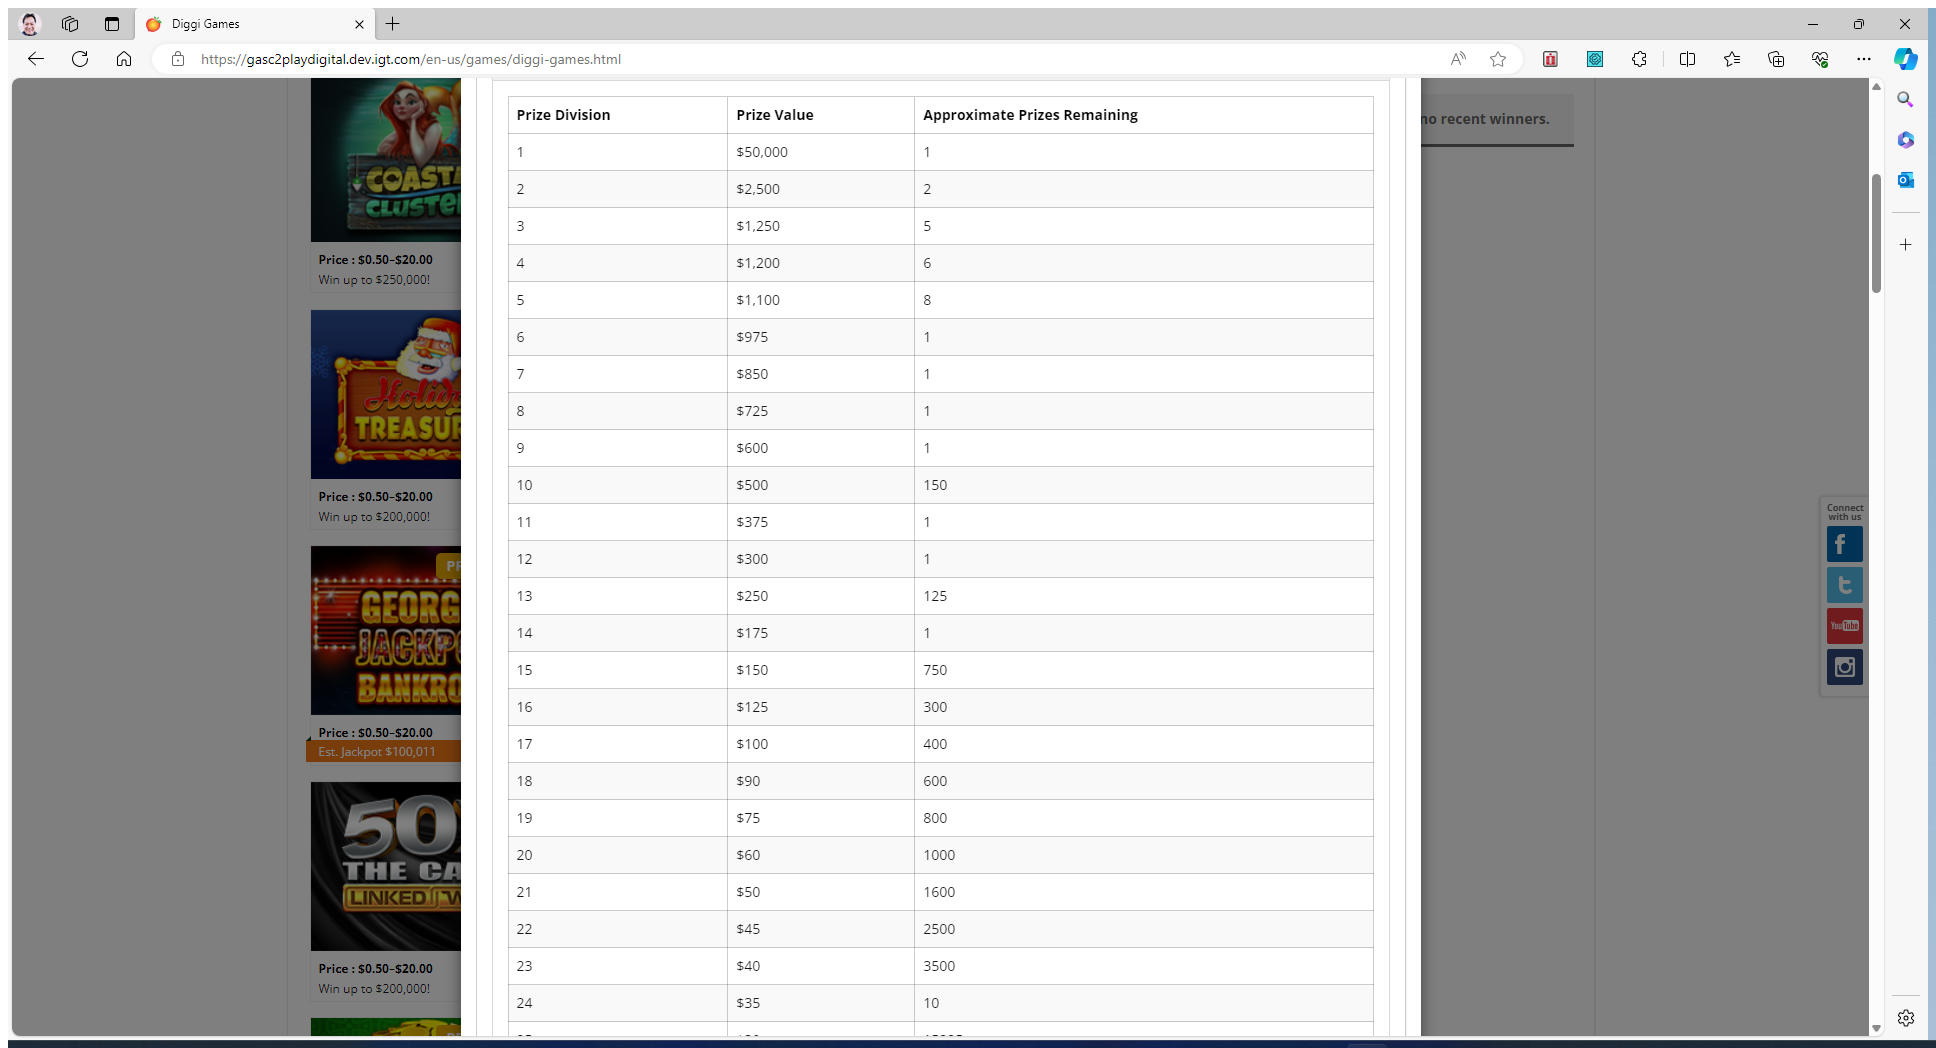 Diggi Games
https://gasc2playdigital.dev.igt.com/en-us/games/diggi-games.html
COASTA
CLUSTE
Price : $0.50–$20.00
Win up to $250,000!
Holid
TREASUR
Price : $0.50–$20.00
Win up to $200,000!
PR
GEORG
JACKPO
BANKRO
Price : $0.50–$20.00
Est. Jackpot $100,011
50X
THE CA
LINKED W
Price : $0.50–$20.00
Win up to $200,000!
Prize Division Prize Value Approximate Prizes Remaining
1 $50,000 1
2 $2,500 2
3 $1,250 5
4 $1,200 6
5 $1,100 8
6 $975 1
7 $850 1
8 $725 1
9 $600 1
10 $500 150
11 $375 1
12 $300 1
13 $250 125
14 $175 1
15 $150 750
16 $125 300
17 $100 400
18 $90 600
19 $75 800
20 $60 1000
21 $50 1600
22 $45 2500
23 $40 3500
24 $35 10
no recent winners.
Connect
with us
f
t
YouTube